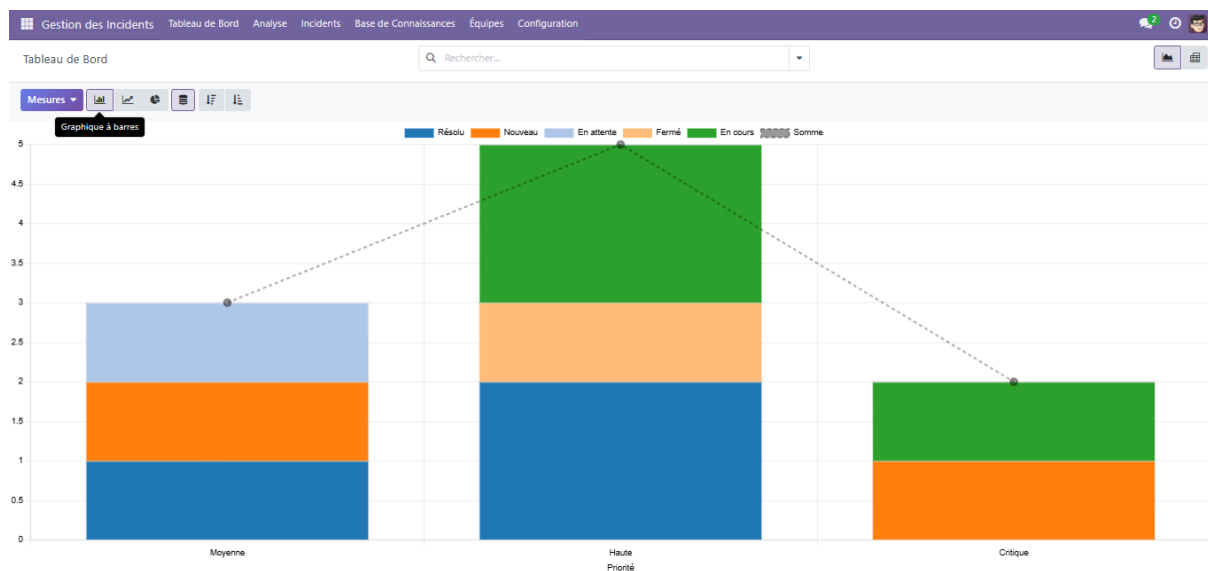 Gestion des Incidents Tableau de Bord Analyse Incidents Base de Connaissances Équipes Configuration 2
Tableau de Bord Rechercher...
Mesures
Graphique à barres
Résolu Nouveau En attente Fermé En cours Somme
5
4.5
4
3.5
3
2.5
2
1.5
1
0.5
0
Moyenne Haute Critique
Priorité